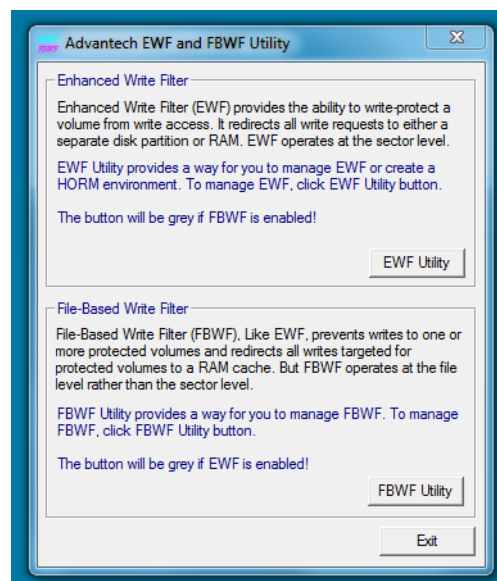 Advantech EWF and FBWF Utility
Enhanced Write Filter
Enhanced Write Filter (EWF) provides the ability to write-protect a
volume from write access. It redirects all write requests to either a
separate disk partition or RAM. EWF operates at the sector level.
EWF Utility provides a way for you to manage EWF or create a
HORM environment. To manage EWF, click EWF Utility button.
The button will be grey if FBWF is enabled!
EWF Utility
File-Based Write Filter
File-Based Write Filter (FBWF), Like EWF, prevents writes to one or
more protected volumes and redirects all writes targeted for
protected volumes to a RAM cache. But FBWF operates at the file
level rather than the sector level.
FBWF Utility provides a way for you to manage FBWF. To manage
FBWF, click FBWF Utility button.
The button will be grey if EWF is enabled!
FBWF Utility
Exit